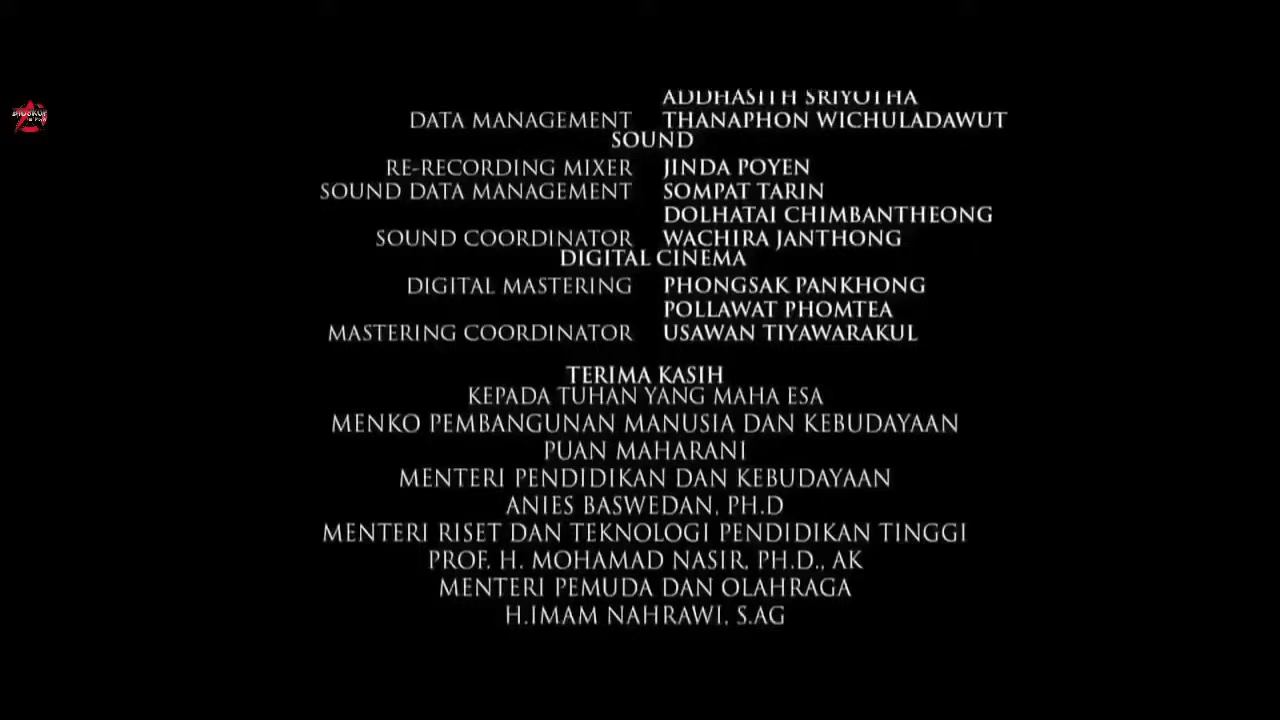 ADDHASITH SRIYOTHA
DATA MANAGEMENT THANAPHON WICHULADAWUT
SOUND
RE-RECORDING MIXER JINDA POYEN
SOUND DATA MANAGEMENT SOMPAT TARIN
DOLHATAI CHIMBANTHEONG
SOUND COORDINATOR WACHIRA JANTHONG
DIGITAL CINEMA
DIGITAL MASTERING PHONGSAK PANKHONG
POLLAWAT PHOMTEA
MASTERING COORDINATOR USAWAN TIYAWARAKUL
TERIMA KASIH
KEPADA TUHAN YANG MAHA ESA
MENKO PEMBANGUNAN MANUSIA DAN KEBUDAYAAN
PUAN MAHARANI
MENTERI PENDIDIKAN DAN KEBUDAYAAN
ANIES BASWEDAN, PH.D
MENTERI RISET DAN TEKNOLOGI PENDIDIKAN TINGGI
PROF. H. MOHAMAD NASIR, PH.D., AK
MENTERI PEMUDA DAN OLAHRAGA
H.IMAM NAHRAWI, S.AG